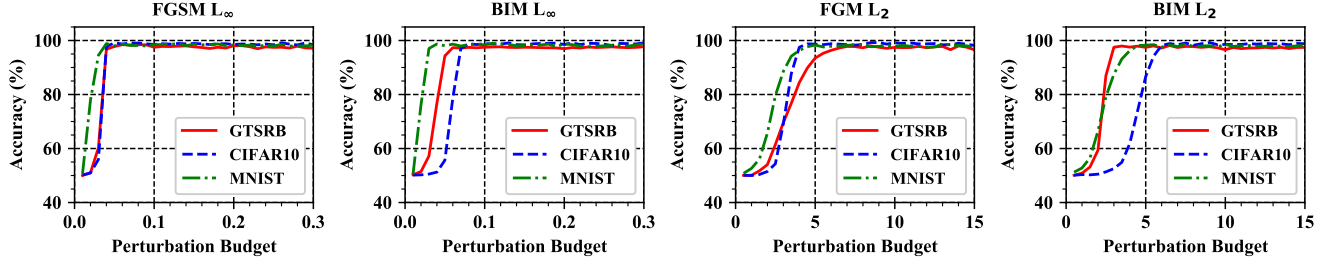 FGSM L∞
Accuracy (%)
100
80
60
40
GTSRB
CIFAR10
MNIST
0.0 0.1 0.2 0.3
Perturbation Budget
BIM L∞
Accuracy (%)
100
80
60
40
GTSRB
CIFAR10
MNIST
0.0 0.1 0.2 0.3
Perturbation Budget
FGM L₂
Accuracy (%)
100
80
60
40
GTSRB
CIFAR10
MNIST
0 5 10 15
Perturbation Budget
BIM L₂
Accuracy (%)
100
80
60
40
GTSRB
CIFAR10
MNIST
0 5 10 15
Perturbation Budget